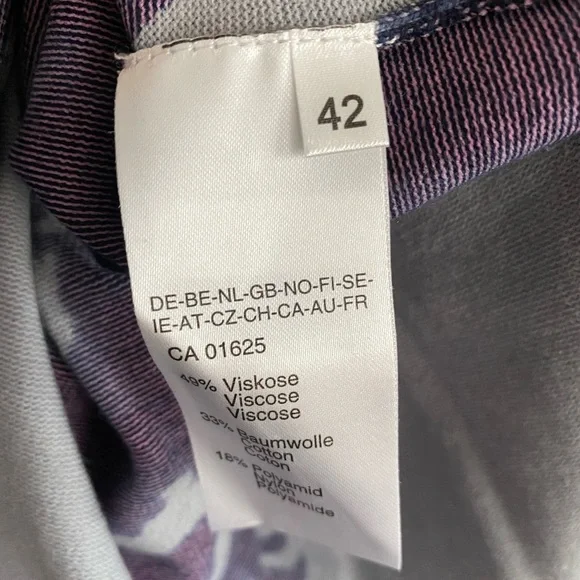 42
DE-BE-NL-GB-NO-FI-SE-
IE-AT-CZ-CH-CA-AU-FR
CA 01625
49% Viskose
Viscose
Viscose
33% Baumwolle
Cotton
Coton
18% Polyamid
Nylon
Polyamide